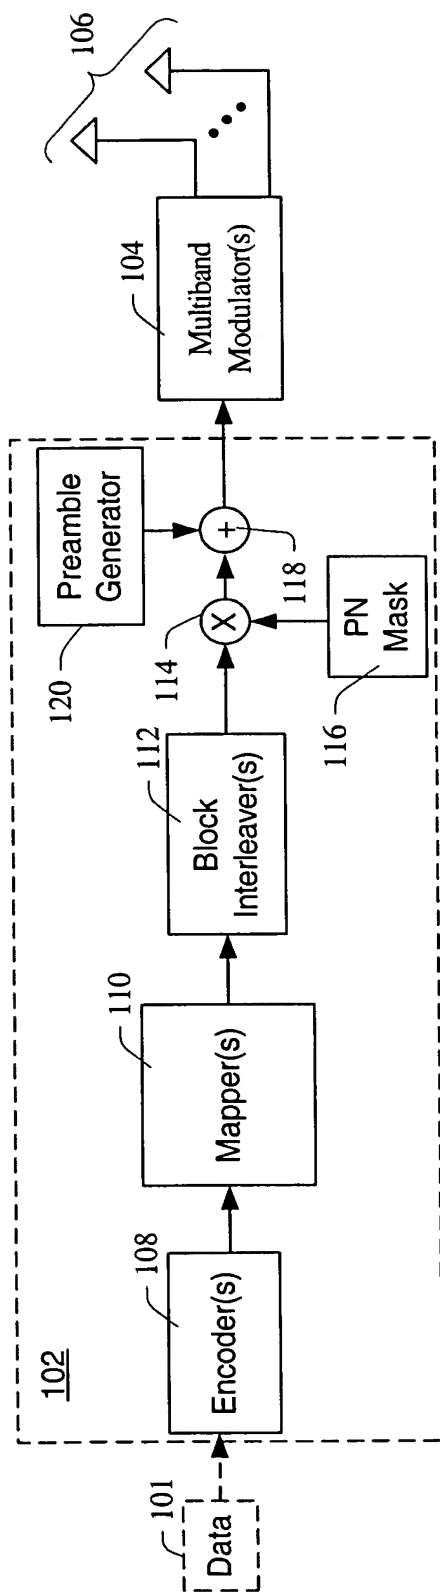 101
Data
102
108
Encoder(s)
110
Mapper(s)
112
Block
Interleaver(s)
114
X
116
PN
Mask
118
+
120
Preamble
Generator
104
Multiband
Modulator(s)
106